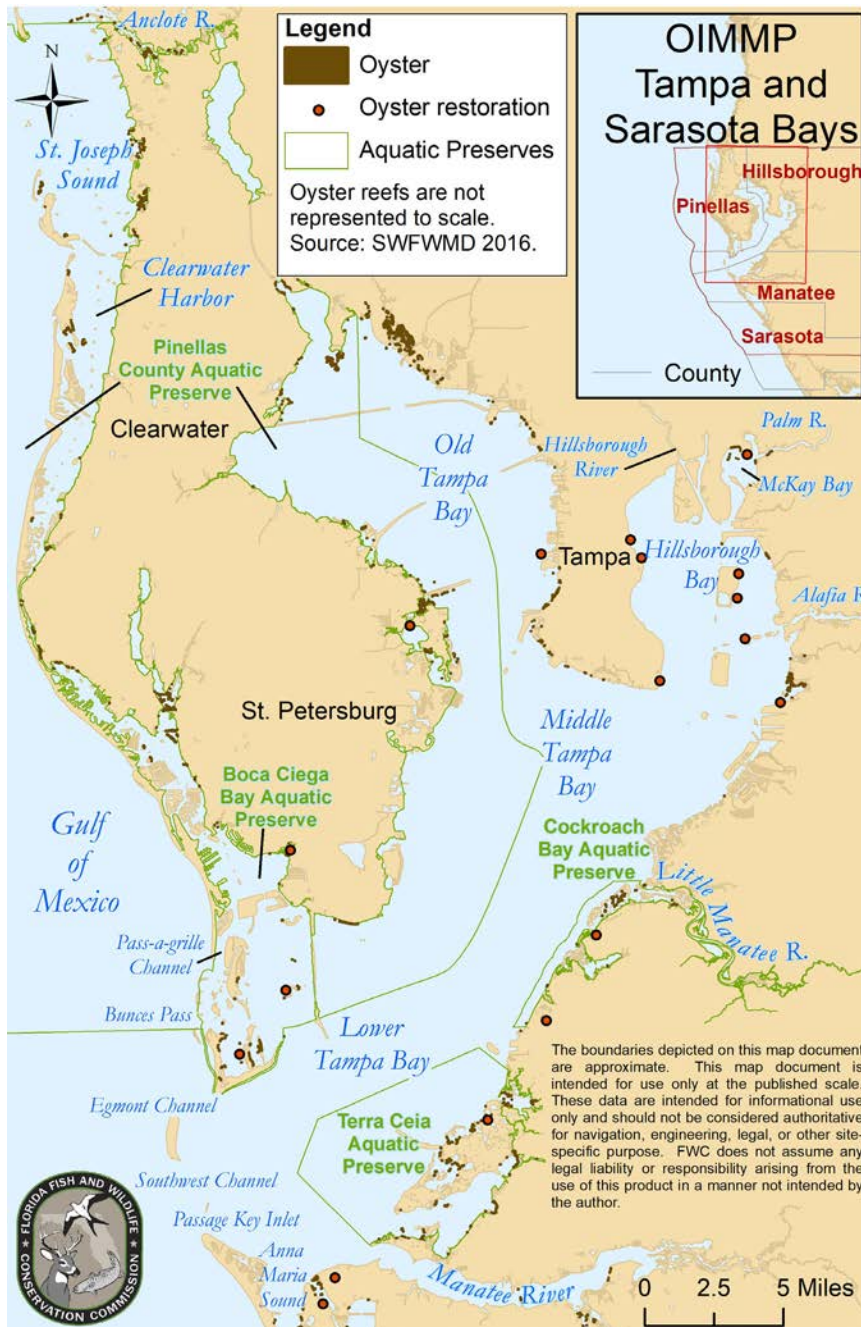 Anclote R.
N
St. Joseph
Sound
Clearwater
Harbor
Pinellas
County Aquatic
Preserve
Clearwater
Legend
Oyster
Oyster restoration
Aquatic Preserves
Oyster reefs are not
represented to scale.
Source: SWFWMD 2016.
OIMMP
Tampa and
Sarasota Bays
Hillsborough
Pinellas
Manatee
Sarasota
County
Old
Tampa
Bay
Hillsborough
River
Palm R.
McKay Bay
Tampa
Hillsborough
Bay
Alafia R
St. Petersburg
Middle
Tampa
Bay
Boca Ciega
Bay Aquatic
Preserve
Gulf
of
Mexico
Cockroach
Bay Aquatic
Preserve
Little
Manatee R.
Pass-a-grille
Channel
Bunces Pass
Lower
Tampa Bay
Egmont Channel
Terra Ceia
Aquatic
Preserve
Southwest Channel
Passage Key Inlet
Anna
Maria
Sound
Manatee River
The boundaries depicted on this map document
are approximate. This map document is
intended for use only at the published scale.
These data are intended for informational use
only and should not be considered authoritative
for navigation, engineering, legal, or other site-
specific purpose. FWC does not assume any
legal liability or responsibility arising from the
use of this product in a manner not intended by
the author.
FLORIDA FISH AND WILDLIFE
CONSERVATION COMMISSION
0 2.5 5 Miles